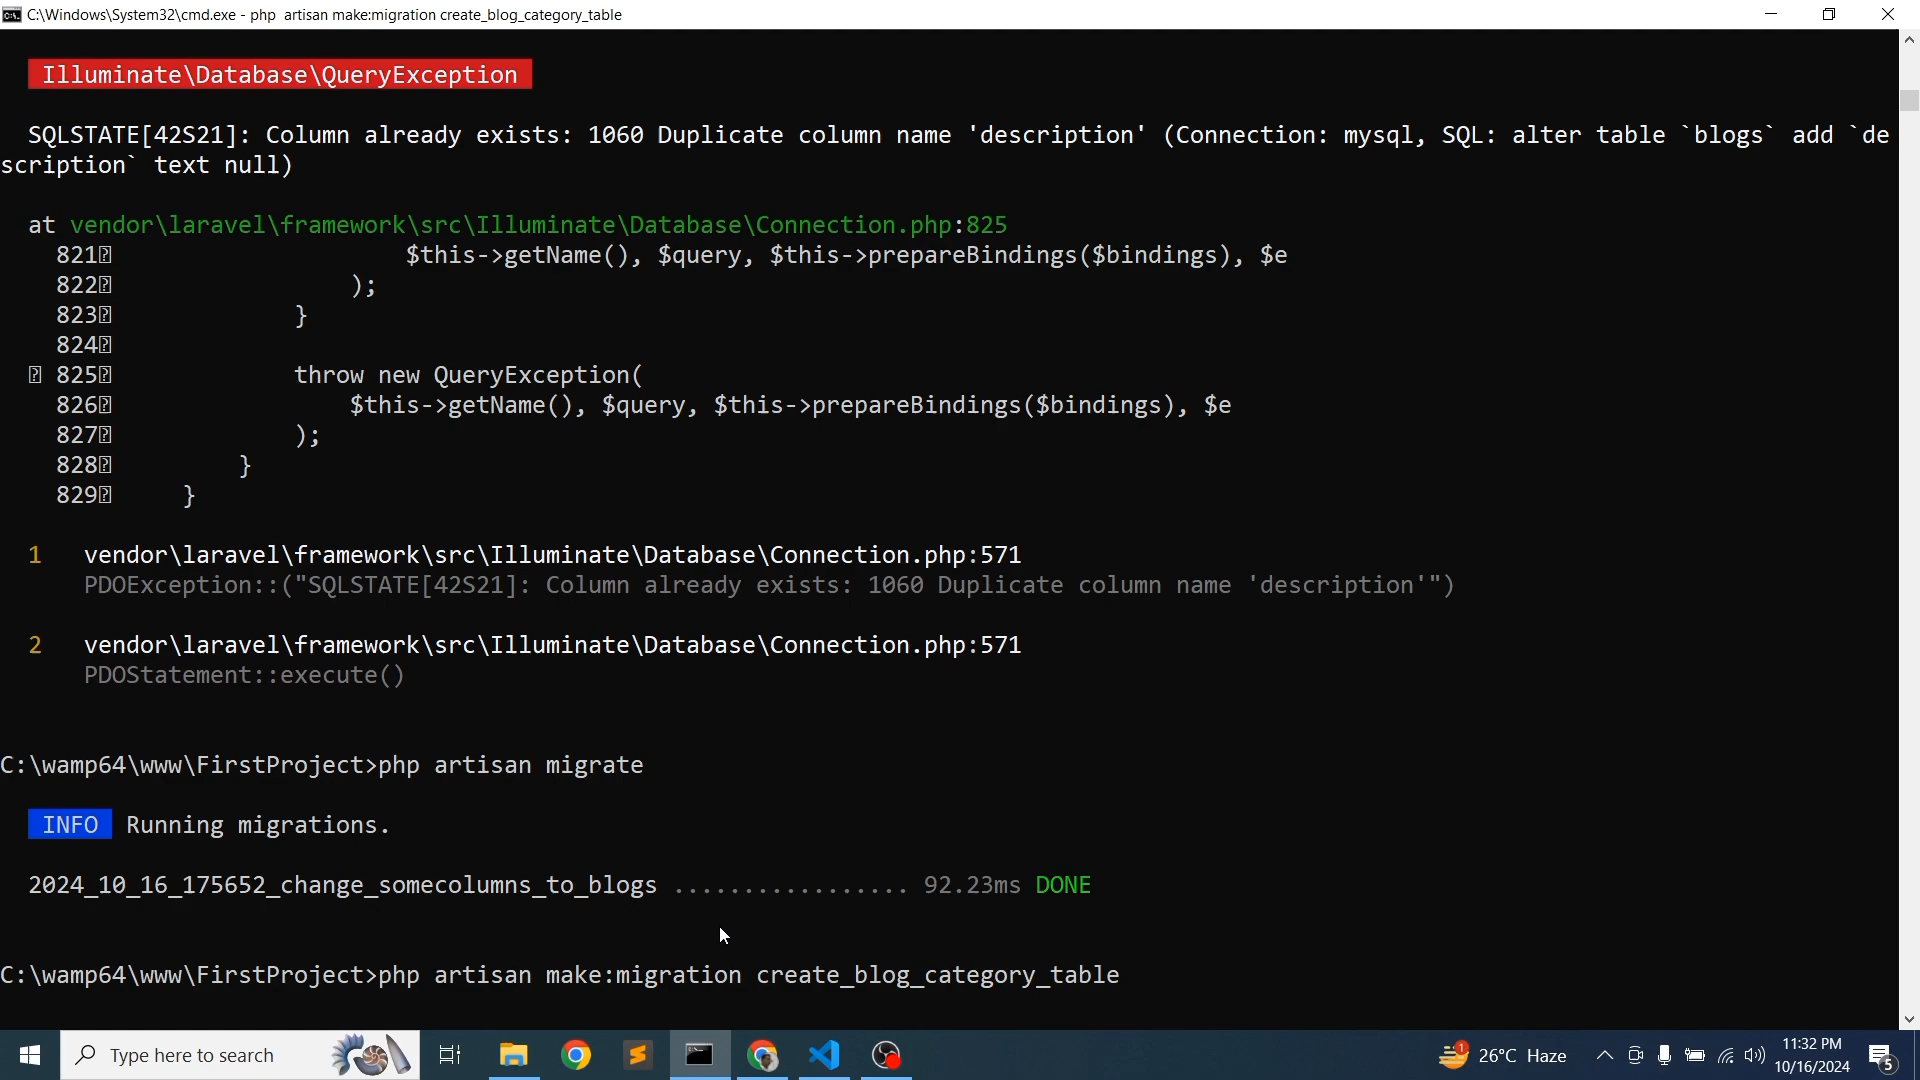 C:\Windows\System32\cmd.exe - php  artisan make:migration create_blog_category_table
Illuminate\Database\QueryException
SQLSTATE[42S21]: Column already exists: 1060 Duplicate column name 'description' (Connection: mysql, SQL: alter table `blogs` add `de
scription` text null)
at vendor\laravel\framework\src\Illuminate\Database\Connection.php:825
821 $this->getName(), $query, $this->prepareBindings($bindings), $e
822 );
823 }
824
825 throw new QueryException(
826 $this->getName(), $query, $this->prepareBindings($bindings), $e
827 );
828 }
829 }
1 vendor\laravel\framework\src\Illuminate\Database\Connection.php:571
PDOException::("SQLSTATE[42S21]: Column already exists: 1060 Duplicate column name 'description'")
2 vendor\laravel\framework\src\Illuminate\Database\Connection.php:571
PDOStatement::execute()
C:\wamp64\www\FirstProject>php artisan migrate
INFO Running migrations.
2024_10_16_175652_change_somecolumns_to_blogs .................. 92.23ms DONE
C:\wamp64\www\FirstProject>php artisan make:migration create_blog_category_table
Type here to search
1
26°C Haze
11:32 PM
10/16/2024
5